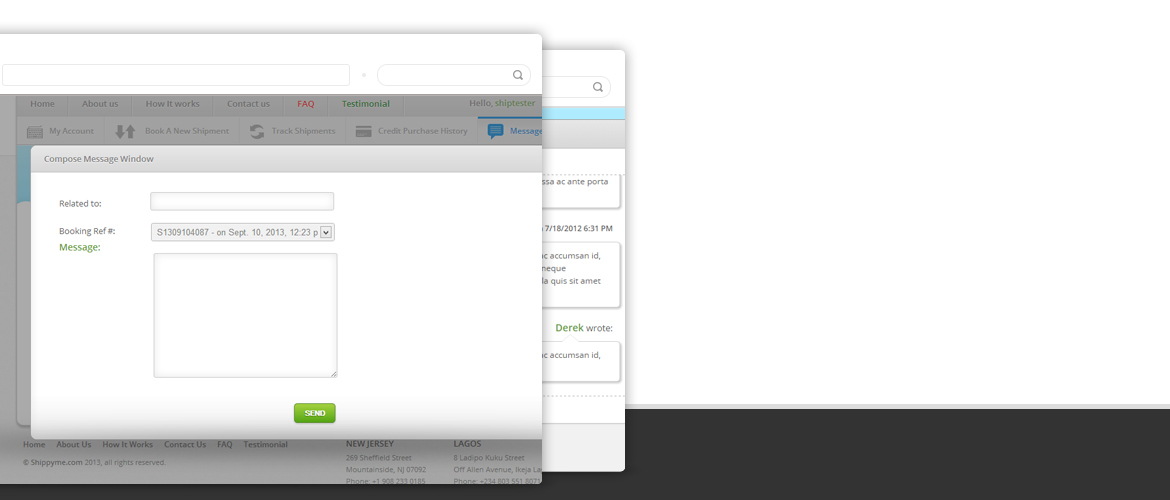 Home About us How It works Contact us FAQ Testimonial Hello, shiptester
My Account Book A New Shipment Track Shipments Credit Purchase History Message
Compose Message Window
Related to:
Booking Ref #:
S1309104087 - on Sept. 10, 2013, 12:23 p
Message:
SEND
ac ante porta
7/18/2012 6:31 PM
accumsan id,
neque
quis sit amet
Derek wrote:
accumsan id,
Home About Us How It Works Contact Us FAQ Testimonial
© Shippyme.com 2013, all rights reserved.
NEW JERSEY
269 Sheffield Street
Mountainside, NJ 07092
Phone: +1 908 233 0185
LAGOS
8 Ladipo Kuku Street
Off Allen Avenue, Ikeja
Phone: +234 803 551 8071